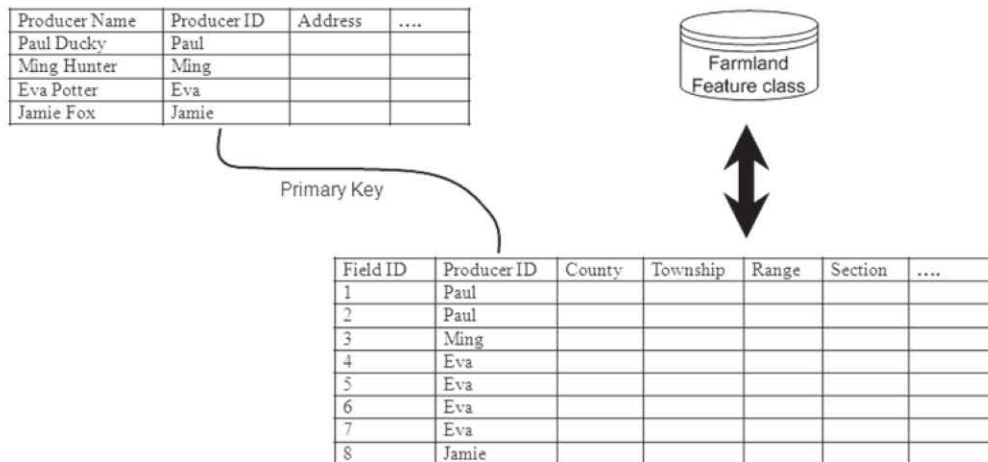 Producer Name Producer ID Address ....
Paul Ducky Paul
Ming Hunter Ming
Eva Potter Eva
Jamie Fox Jamie
Farmland
Feature class
Primary Key
Field ID Producer ID County Township Range Section ....
1 Paul
2 Paul
3 Ming
4 Eva
5 Eva
6 Eva
7 Eva
8 Jamie